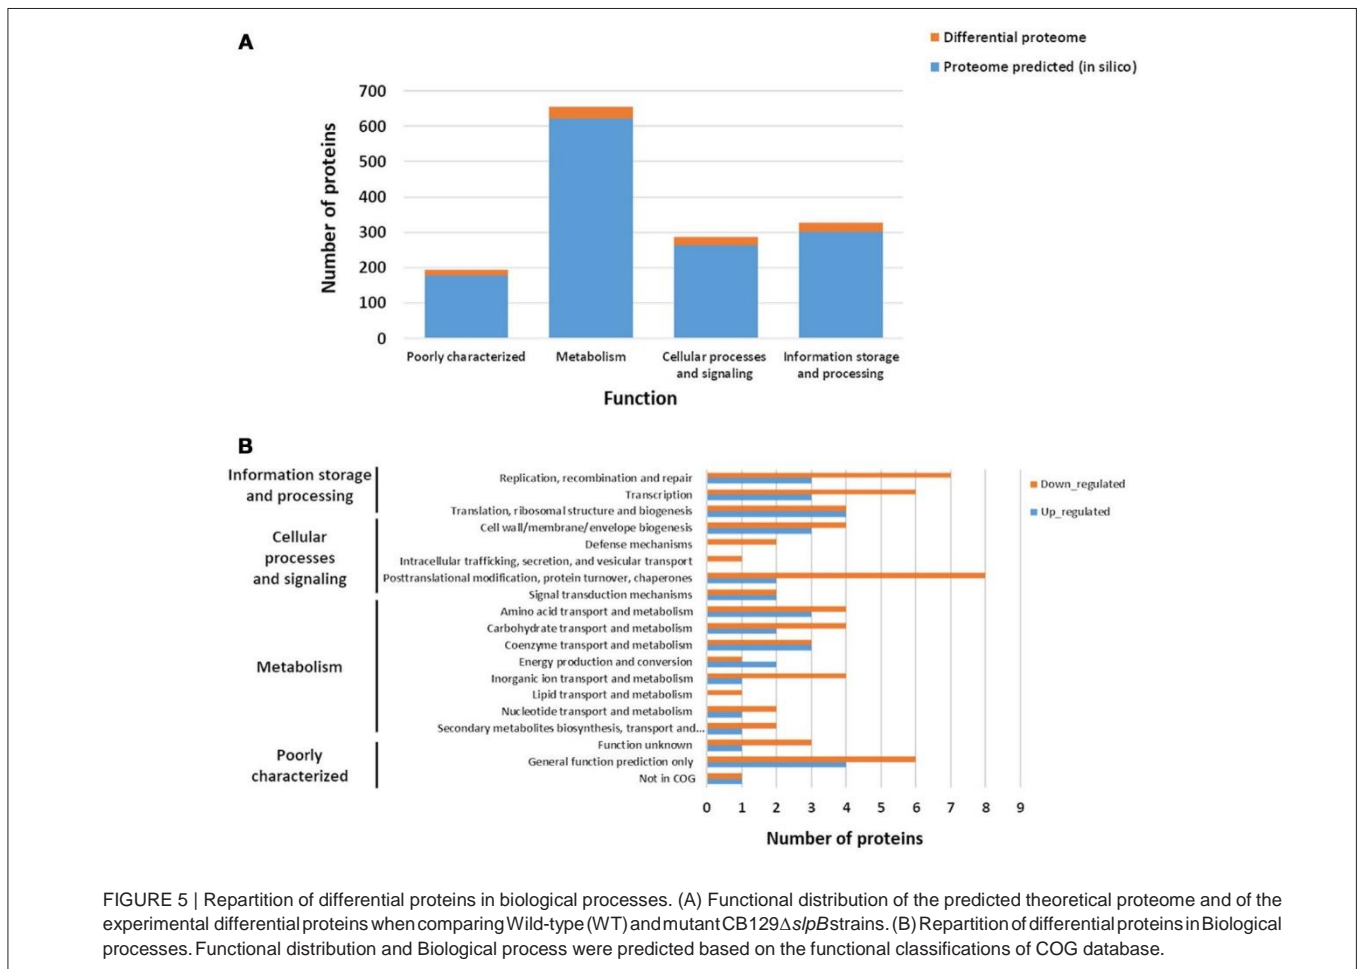 A
Differential proteome
Proteome predicted (in silico)
700
600
500
400
300
200
100
0
Number of proteins
Poorly characterized
Metabolism
Cellular processes
and signaling
Information storage
and processing
Function
B
Information storage
and processing
Cellular
processes
and signaling
Metabolism
Poorly
characterized
Replication, recombination and repair
Transcription
Translation, ribosomal structure and biogenesis
Cell wall/membrane/envelope biogenesis
Defense mechanisms
Intracellular trafficking, secretion, and vesicular transport
Posttranslational modification, protein turnover, chaperones
Signal transduction mechanisms
Amino acid transport and metabolism
Carbohydrate transport and metabolism
Coenzyme transport and metabolism
Energy production and conversion
Inorganic ion transport and metabolism
Lipid transport and metabolism
Nucleotide transport and metabolism
Secondary metabolites biosynthesis, transport and...
Function unknown
General function prediction only
Not in COG
0 1 2 3 4 5 6 7 8 9
Number of proteins
Down_regulated
Up_regulated
FIGURE 5 | Repartition of differential proteins in biological processes. (A) Functional distribution of the predicted theoretical proteome and of the
experimental differential proteins when comparing Wild-type (WT) and mutant CB129ΔslpB strains. (B) Repartition of differential proteins in Biological
processes. Functional distribution and Biological process were predicted based on the functional classifications of COG database.